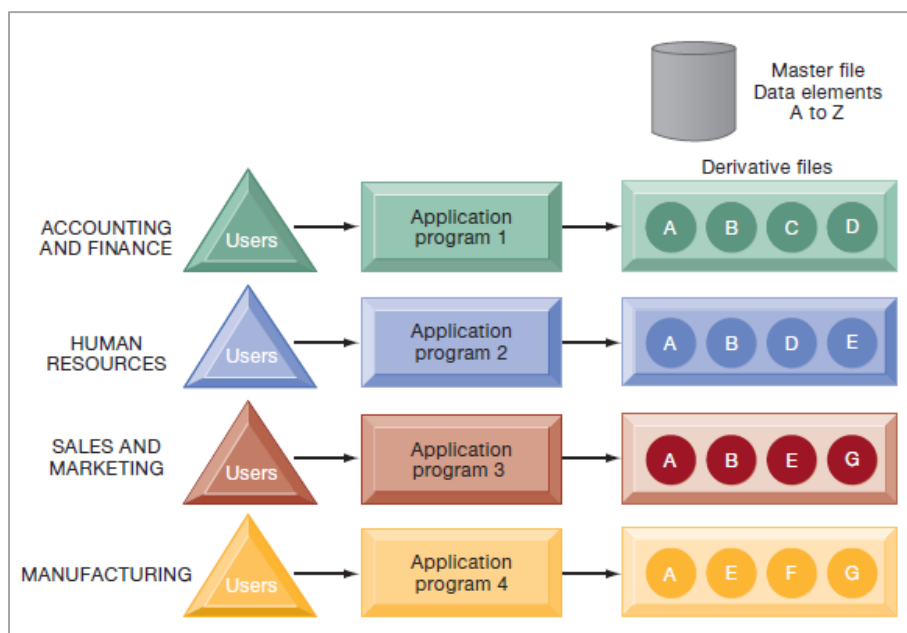 Master file
Data elements
A to Z
Derivative files
ACCOUNTING
AND FINANCE
Users
Application
program 1
A B C D
HUMAN
RESOURCES
Users
Application
program 2
A B D E
SALES AND
MARKETING
Users
Application
program 3
A B E G
MANUFACTURING
Users
Application
program 4
A E F G